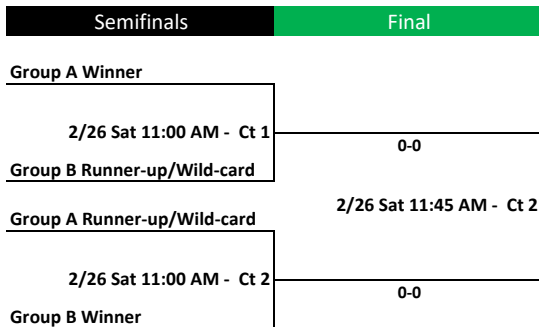 Semifinals
Final
Group A Winner
2/26 Sat 11:00 AM - Ct 1
0-0
Group B Runner-up/Wild-card
2/26 Sat 11:45 AM - Ct 2
Group A Runner-up/Wild-card
2/26 Sat 11:00 AM - Ct 2
0-0
Group B Winner